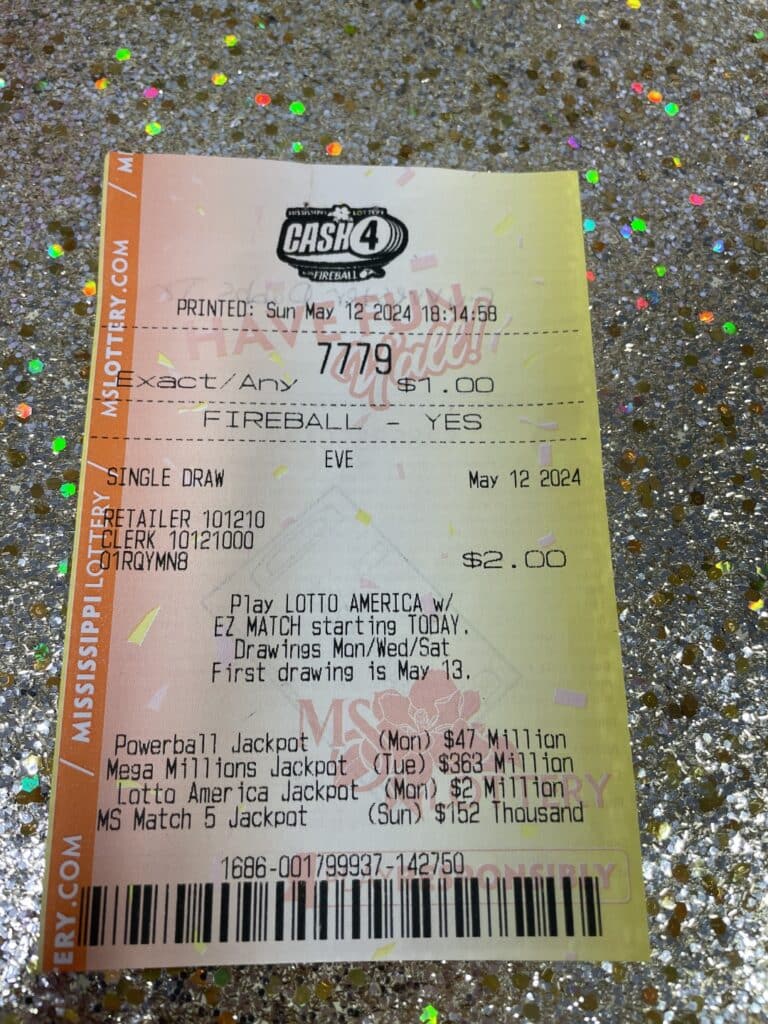 MISSISSIPPI LOTTERY
CASH 4
FIREBALL
PRINTED: Sun May 12 2024 18:14:58
HAVE FUN,
Y'all!
7779
Exact/Any $1.00
FIREBALL - YES
EVE
SINGLE DRAW May 12 2024
RETAILER 101210
CLERK 10121000
01RQYMN8 $2.00
Play LOTTO AMERICA w/
EZ MATCH starting TODAY.
Drawings Mon/Wed/Sat
First drawing is May 13.
MS
LOTTERY
Powerball Jackpot (Mon) $47 Million
Mega Millions Jackpot (Tue) $363 Million
Lotto America Jackpot (Mon) $2 Million
MS Match 5 Jackpot (Sun) $152 Thousand
1686-001799937-142750
RESPONSIBLY
ERY.COM / MISSISSIPPI LOTTERY / MSLOTTERY.COM / M